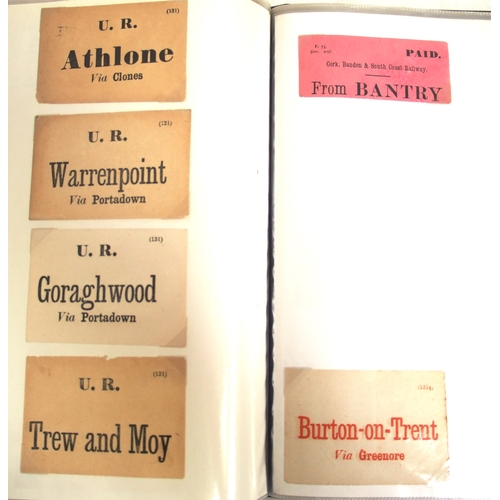 U. R.
(131)
Athlone
Via Clones
U. R.
(131)
Warrenpoint
Via Portadown
U. R.
(131)
Goraghwood
Via Portadown
U. R.
(131)
Trew and Moy
PAID.
Cork, Bandon & South Coast Railway.
From BANTRY
Burton-on-Trent
Via Greenore